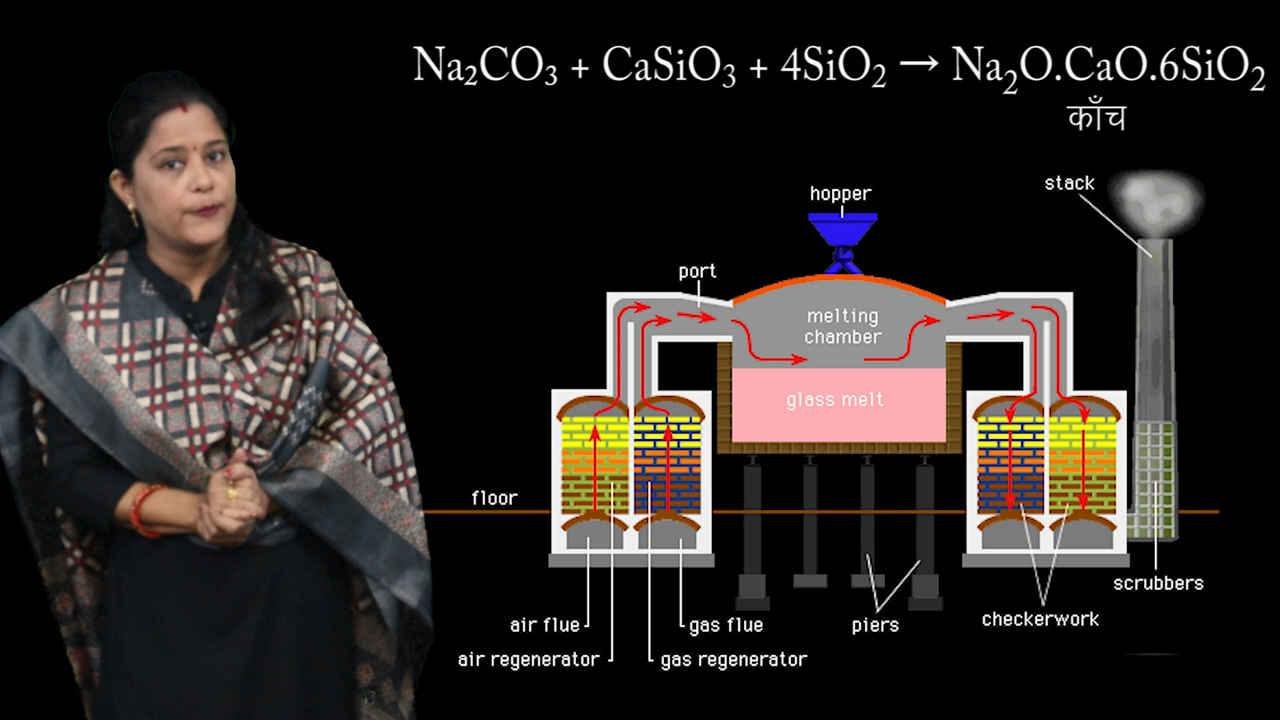 Na₂CO₃ + CaSiO₃ + 4SiO₂ → Na₂O.CaO.6SiO₂
काँच
stack
hopper
port
melting
chamber
glass melt
floor
scrubbers
checkerwork
air flue
gas flue
piers
air regenerator
gas regenerator